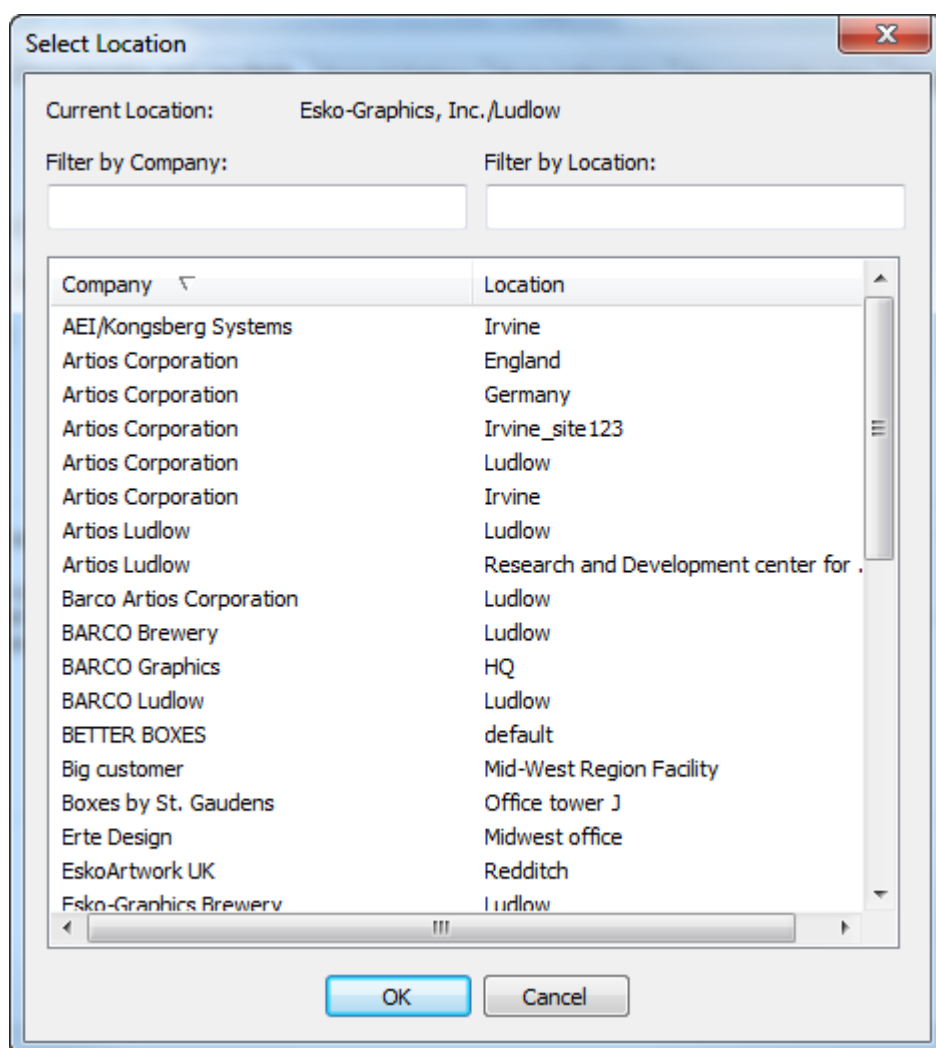 Select Location
Current Location: Esko-Graphics, Inc./Ludlow
Filter by Company: Filter by Location:
Company Location
AEI/Kongsberg Systems Irvine
Artios Corporation England
Artios Corporation Germany
Artios Corporation Irvine_site123
Artios Corporation Ludlow
Artios Corporation Irvine
Artios Ludlow Ludlow
Artios Ludlow Research and Development center for .
Barco Artios Corporation Ludlow
BARCO Brewery Ludlow
BARCO Graphics HQ
BARCO Ludlow Ludlow
BETTER BOXES default
Big customer Mid-West Region Facility
Boxes by St. Gaudens Office tower J
Erte Design Midwest office
EskoArtwork UK Redditch
Esko-Graphics Brewery Ludlow
OK Cancel